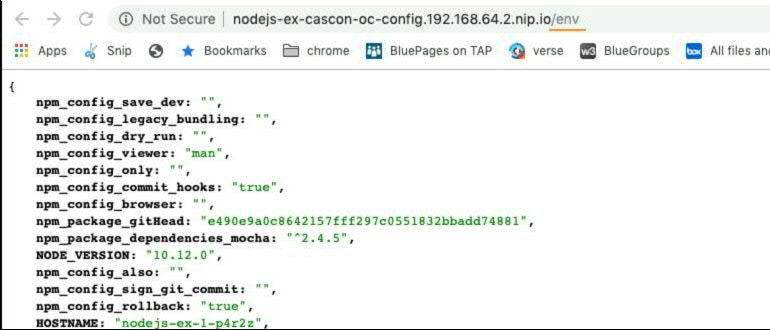 Not Secure | nodejs-ex-cascon-oc-config.192.168.64.2.nip.io/env
Apps Snip Bookmarks chrome BluePages on TAP verse w3 BlueGroups box All files and
{
npm_config_save_dev: "",
npm_config_legacy_bundling: "",
npm_config_dry_run: "",
npm_config_viewer: "man",
npm_config_only: "",
npm_config_commit_hooks: "true",
npm_config_browser: "",
npm_package_gitHead: "e490e9a0c8642157fff297c0551832bbadd74881",
npm_package_dependencies_mocha: "^2.4.5",
NODE_VERSION: "10.12.0",
npm_config_also: "",
npm_config_sign_git_commit: "",
npm_config_rollback: "true",
HOSTNAME: "nodejs-ex-1-p4r2z",